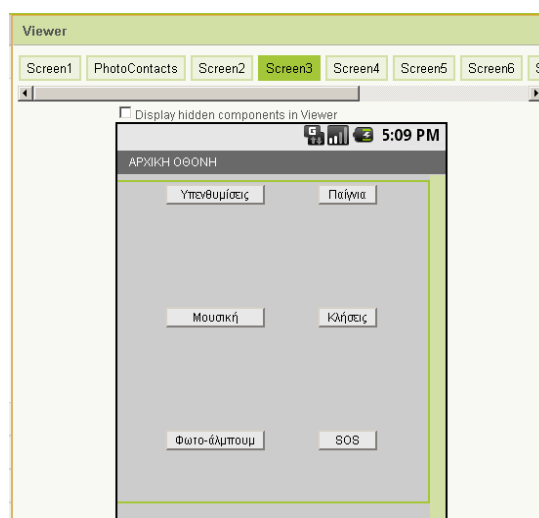 Viewer
Screen1 PhotoContacts Screen2 Screen3 Screen4 Screen5 Screen6 S
Display hidden components in Viewer
5:09 PM
ΑΡΧΙΚΗ ΟΘΟΝΗ
Υπενθυμίσεις Παίγνια
Μουσική Κλήσεις
Φωτο-άλμπουμ SOS